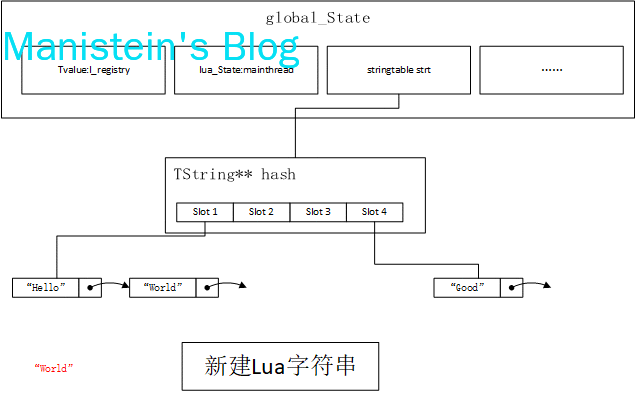 global_State
Manistein's Blog
Tvalue:l_registry
lua_State:mainthread
stringtable strt
......
TString** hash
Slot 1
Slot 2
Slot 3
Slot 4
“Hello”
“World”
“Good”
“World”
新建Lua字符串